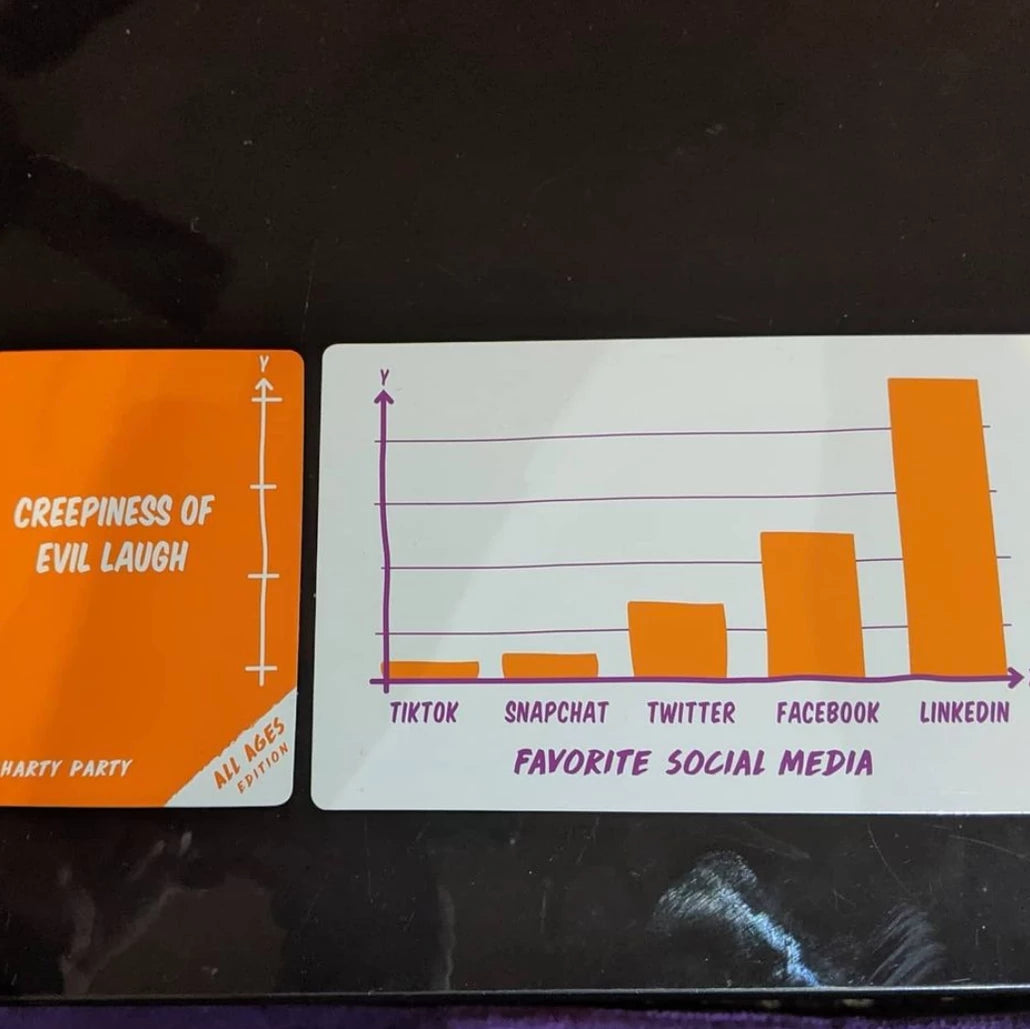 Y
CREEPINESS OF
EVIL LAUGH
HARTY PARTY
ALL AGES
EDITION
Y
TIKTOK SNAPCHAT TWITTER FACEBOOK LINKEDIN
FAVORITE SOCIAL MEDIA